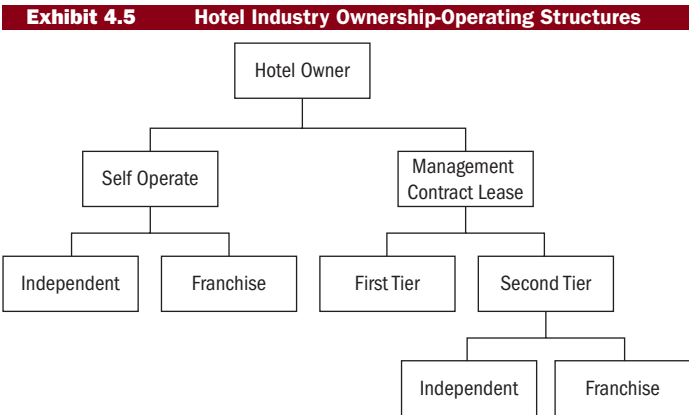 Exhibit 4.5 Hotel Industry Ownership-Operating Structures
Hotel Owner
Self Operate
Management
Contract Lease
Independent
Franchise
First Tier
Second Tier
Independent
Franchise